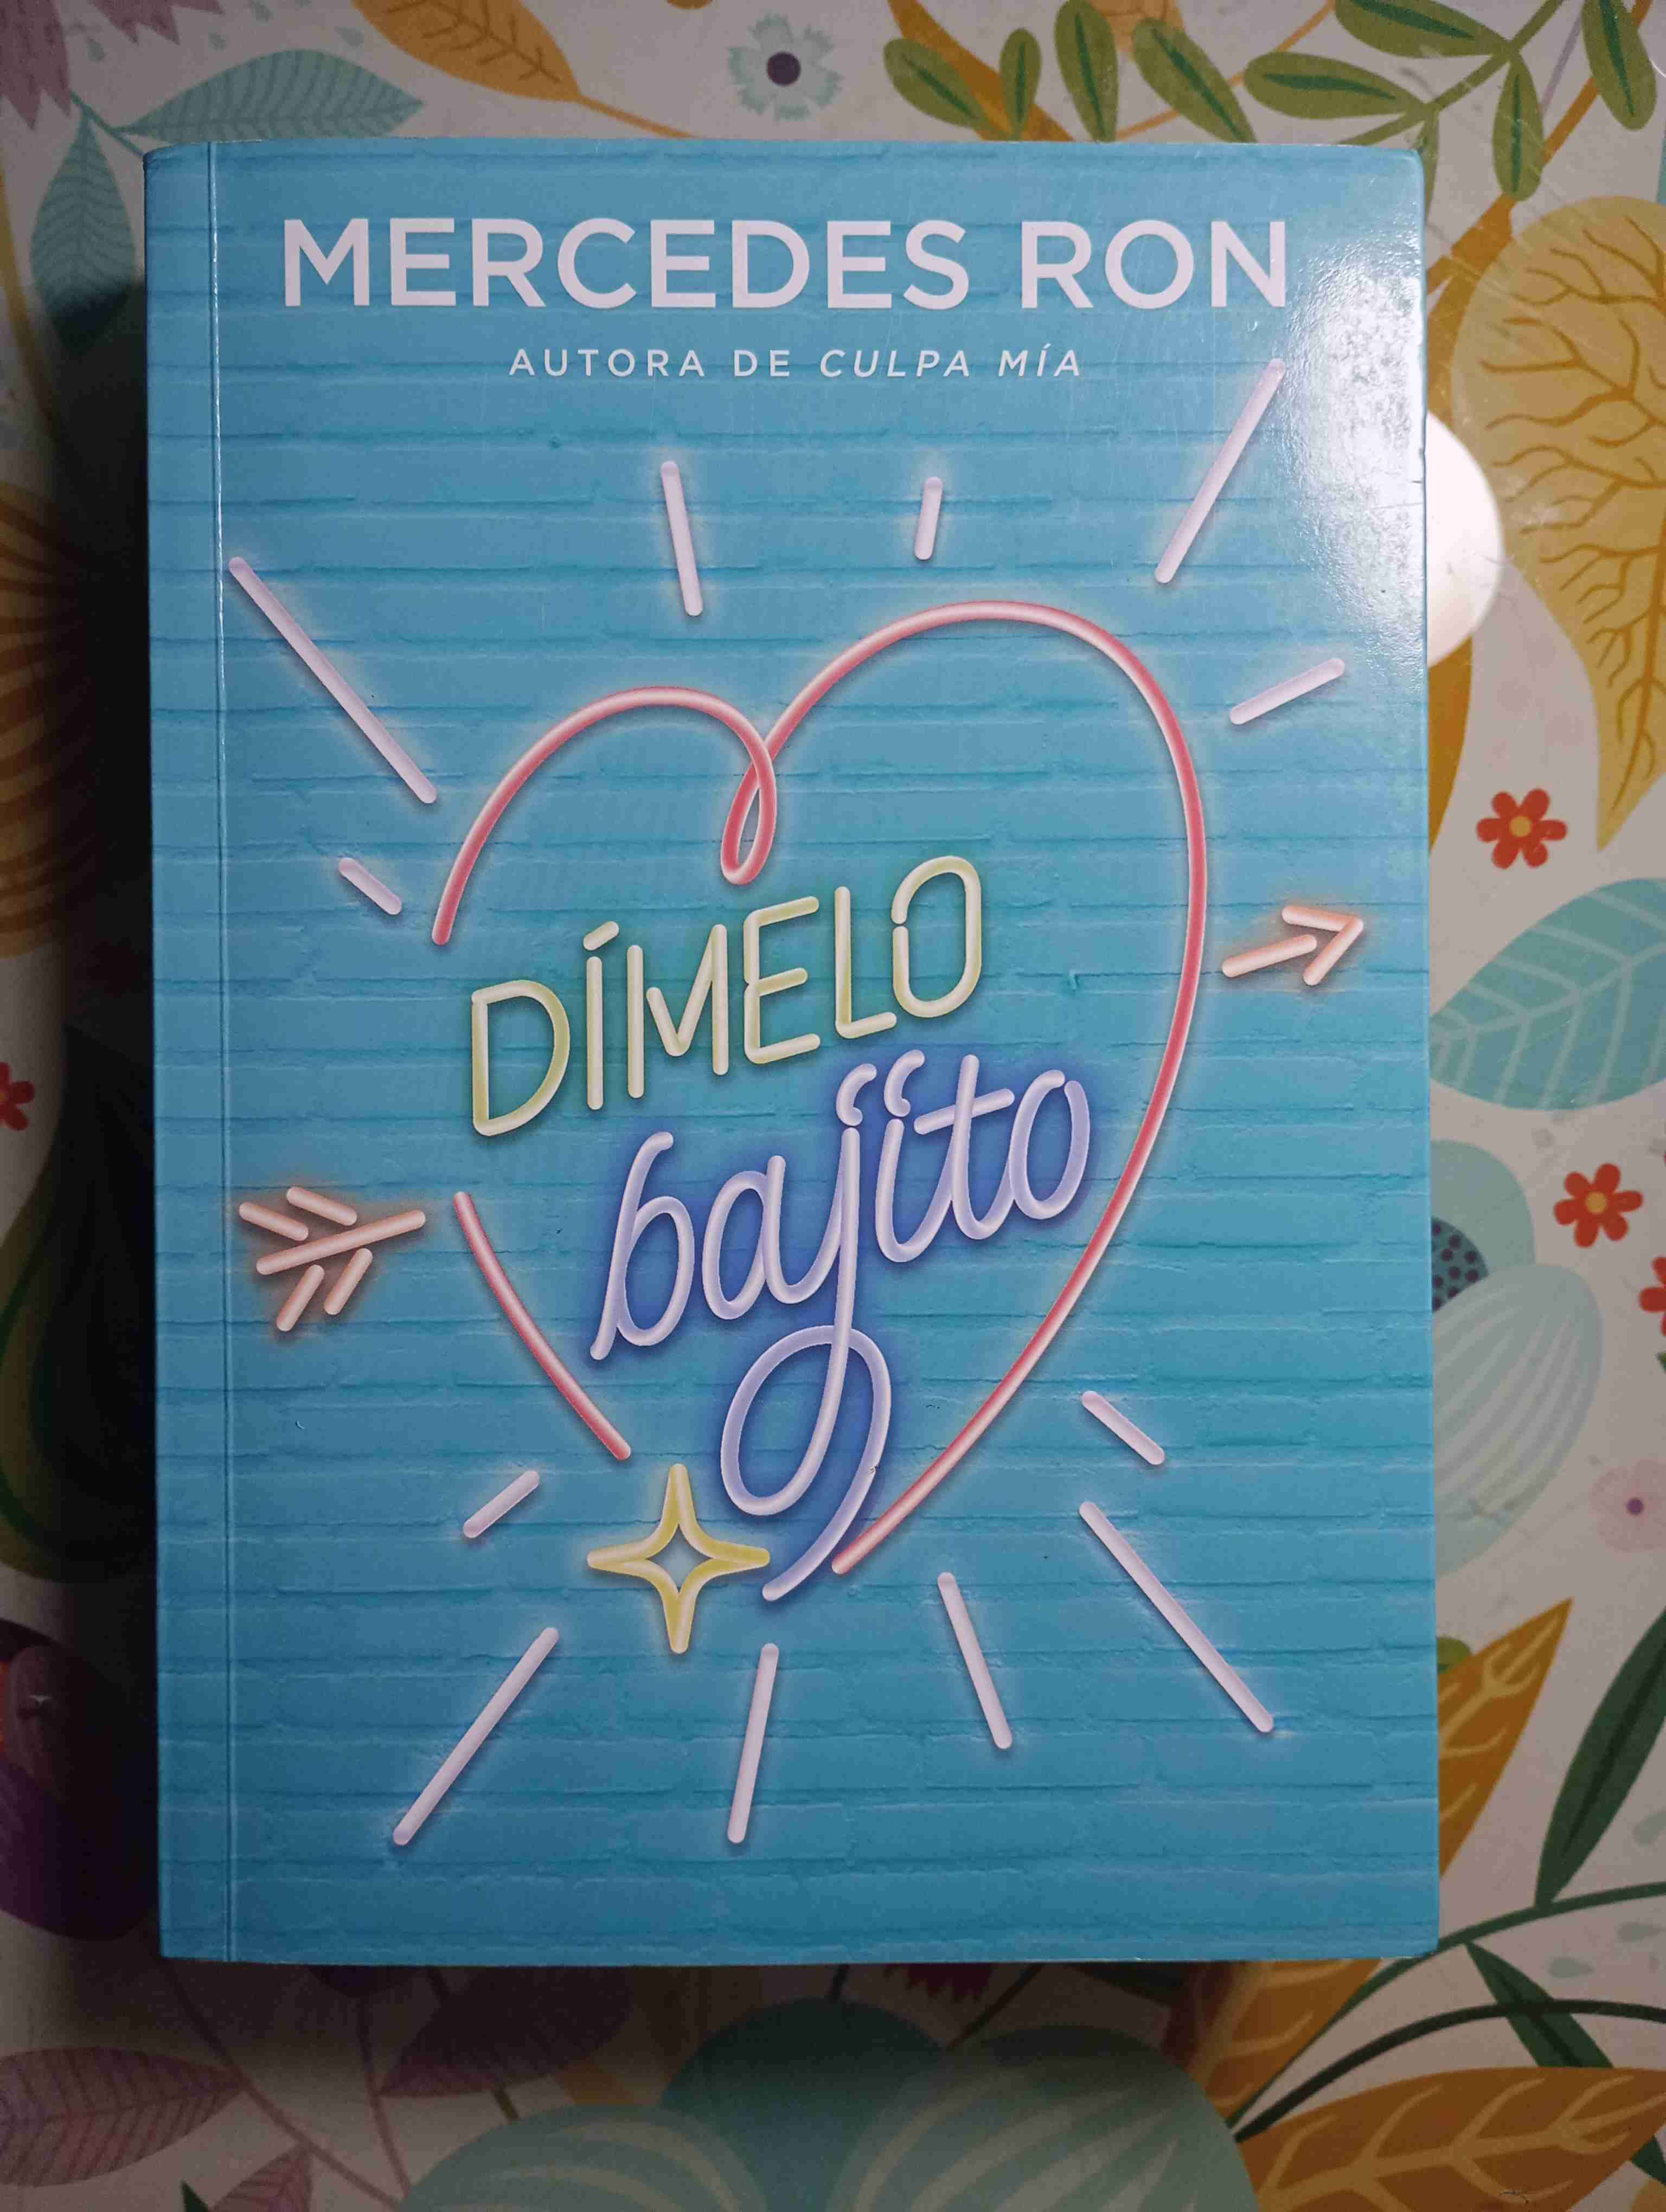 MERCEDES RON
AUTORA DE CULPA MÍA
DÍMELO
bajito